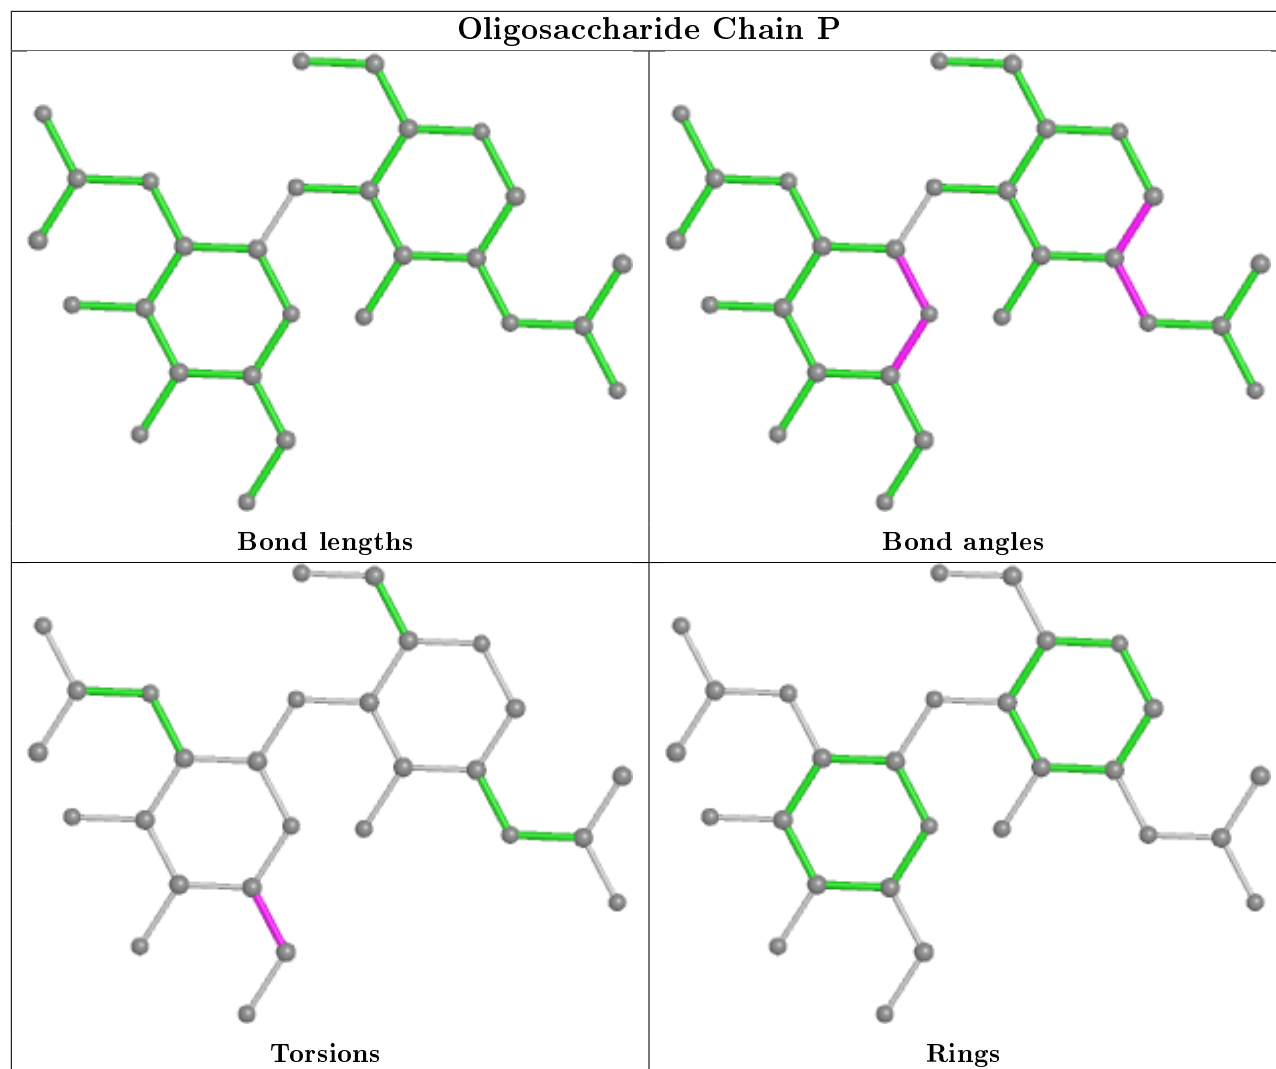 Oligosaccharide Chain P
Bond lengths
Bond angles
Torsions
Rings